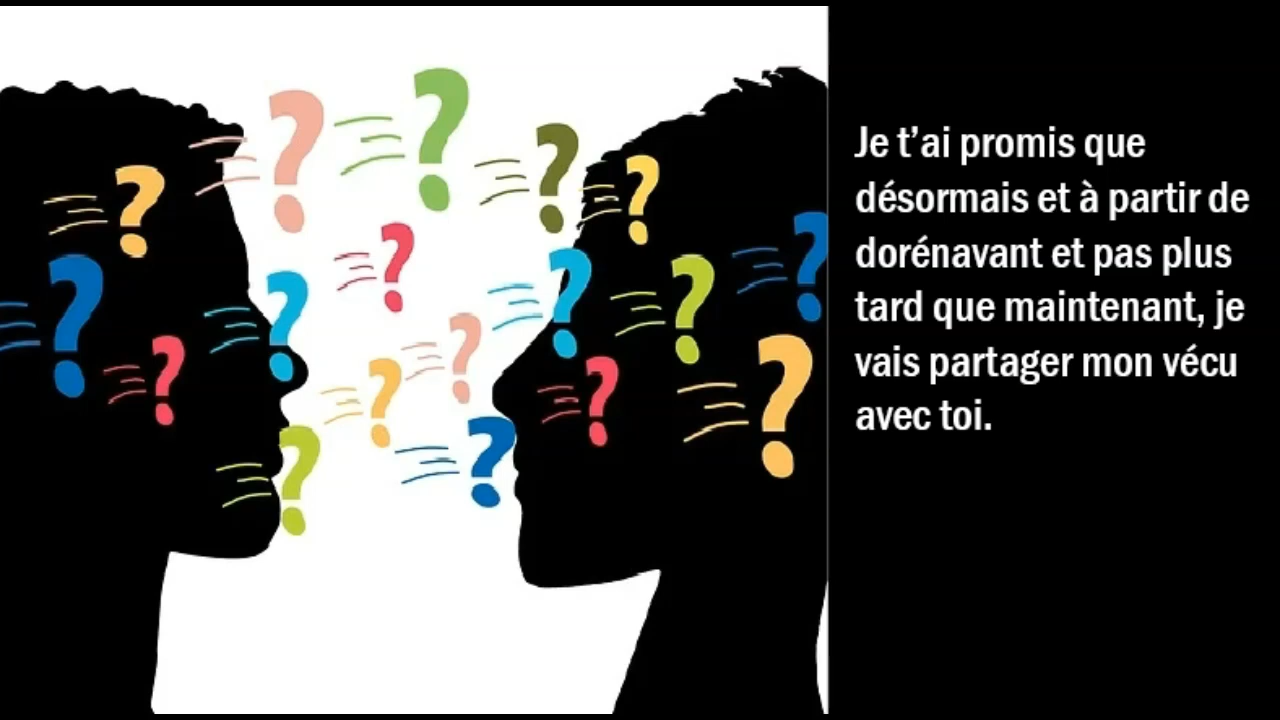 Je t’ai promis que
désormais et à partir de
dorénavant et pas plus
tard que maintenant, je
vais partager mon vécu
avec toi.